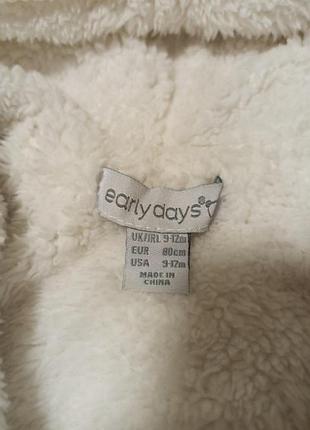 early days®
UK/IRL 9-12m
EUR 80cm
USA 9-12m
MADE IN
CHINA